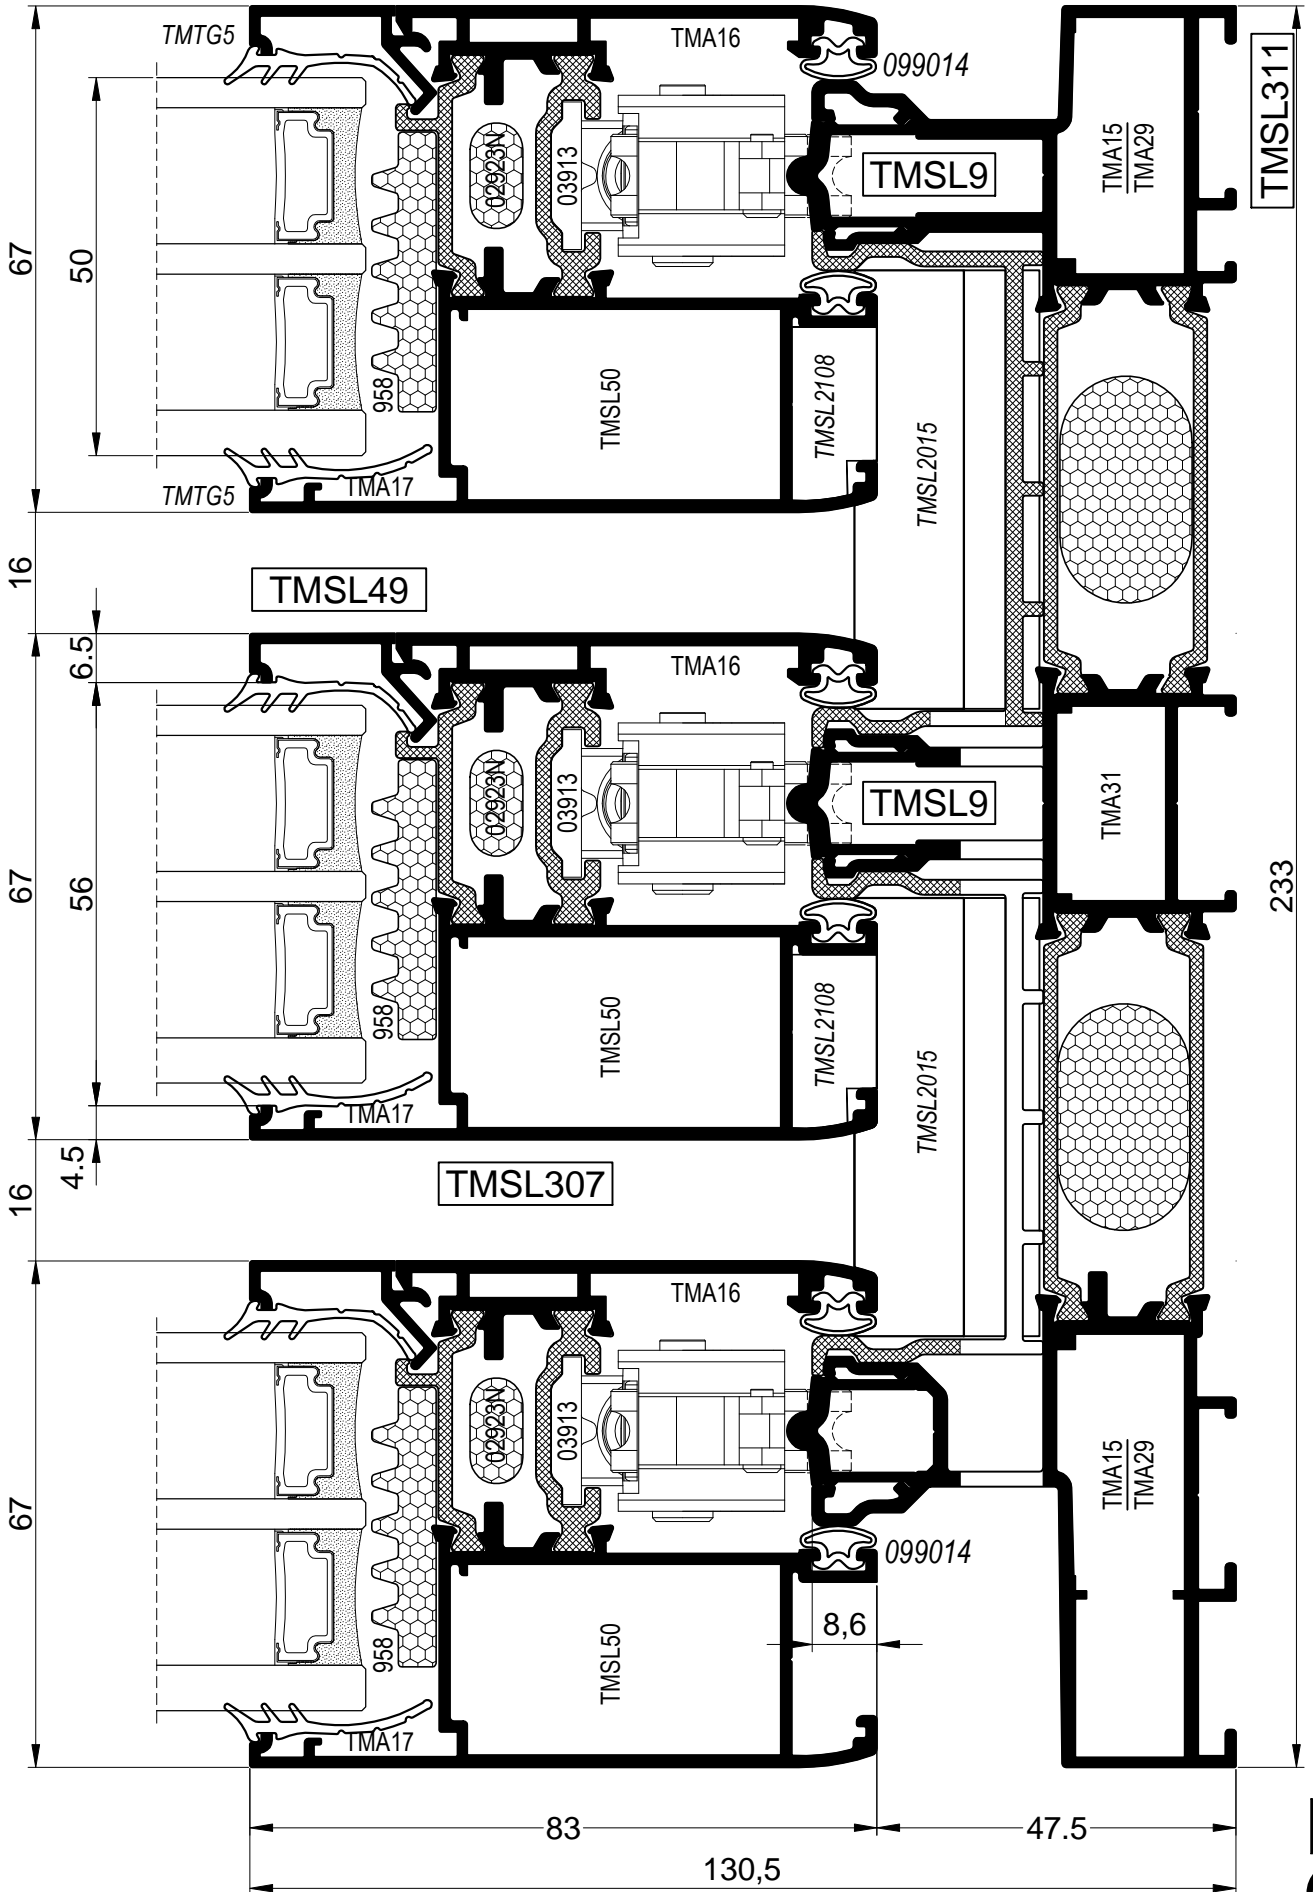 TMTG5
TMA16
099014
TMSL311
TMA15
TMA29
TMSL9
02923N
03913
67
50
958
TMSL50
TMSL2108
TMSL2015
TMTG5
TMA17
16
TMSL49
6.5
TMA16
02923N
03913
TMSL9
TMA31
67
56
233
958
TMSL50
TMSL2108
TMSL2015
TMA17
4.5
16
TMSL307
TMA16
02923N
03913
TMA15
TMA29
67
099014
8,6
958
TMSL50
TMA17
83
47.5
130,5